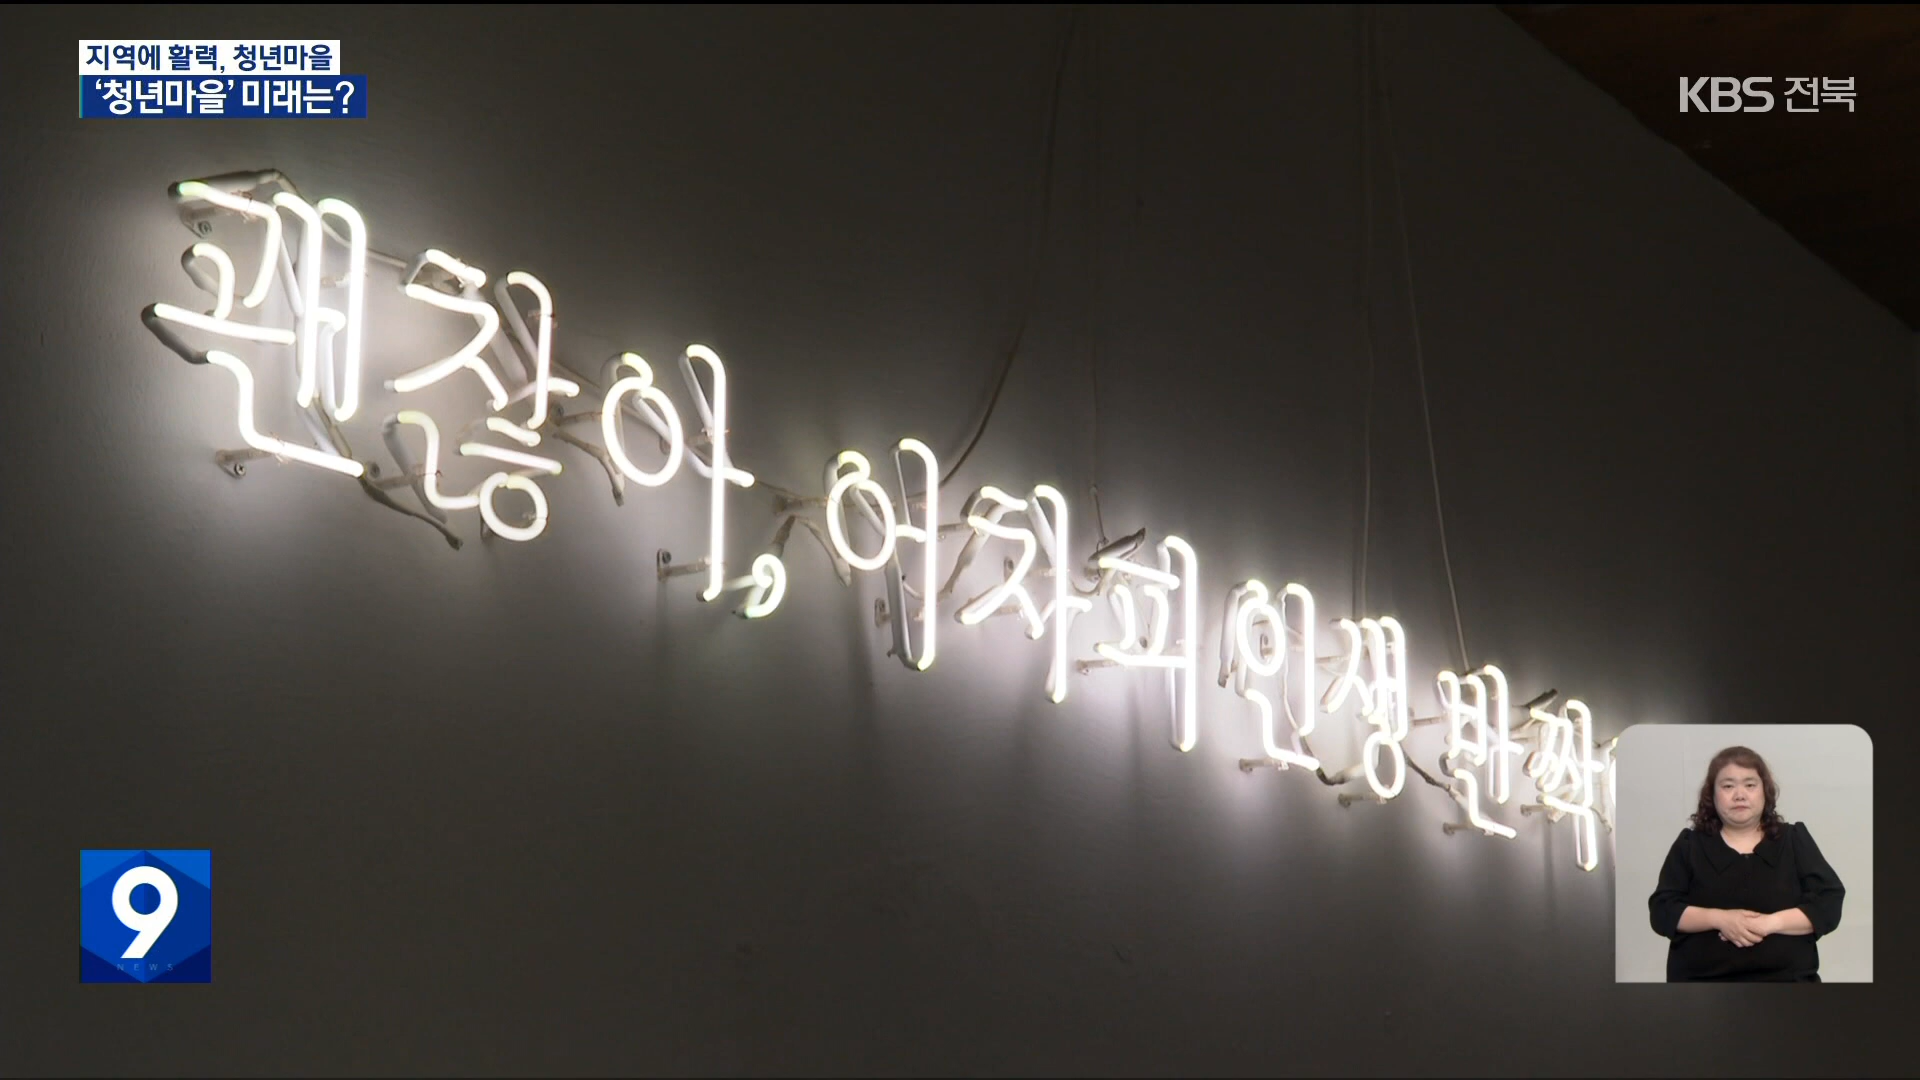 지역에 활력, 청년마을
‘청년마을’ 미래는?
KBS 전북
괜찮아, 어차피 인생 반짝
9
NEWS